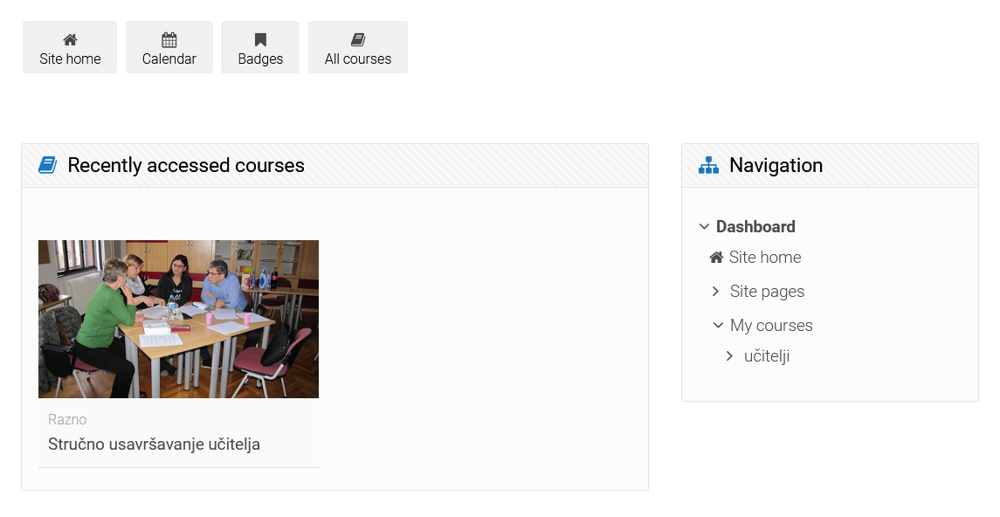 Site home
Calendar
Badges
All courses
Recently accessed courses
Razno
Stručno usavršavanje učitelja
Navigation
Dashboard
Site home
Site pages
My courses
učitelji